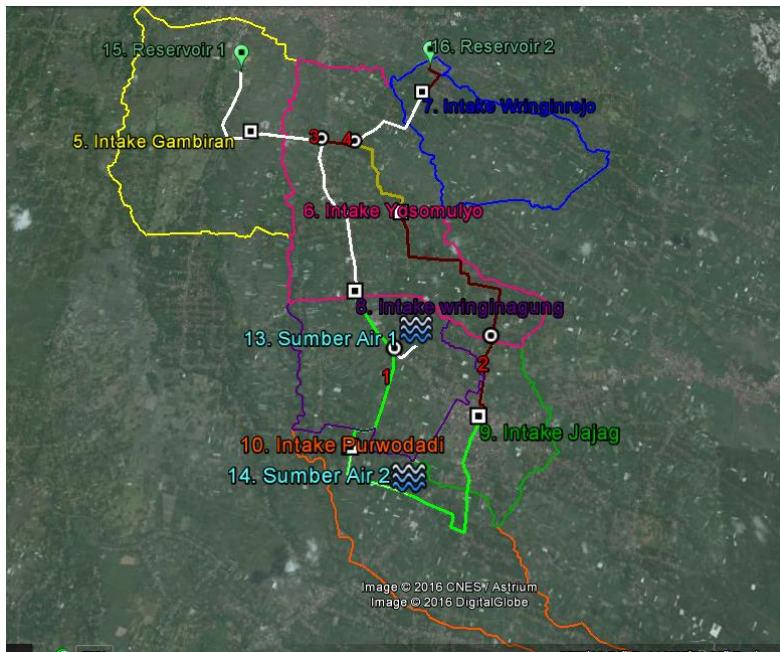 15. Reservoir 1
16. Reservoir 2
7. Intake Wringinrejo
5. Intake Gambiran
3
4
6. Intake Yosomulyo
8. Intake wringinagung
13. Sumber Air 1
1
2
10. Intake Purwodadi
9. Intake Jajag
14. Sumber Air 2
Image © 2016 CNES / Astrium
Image © 2016 DigitalGlobe